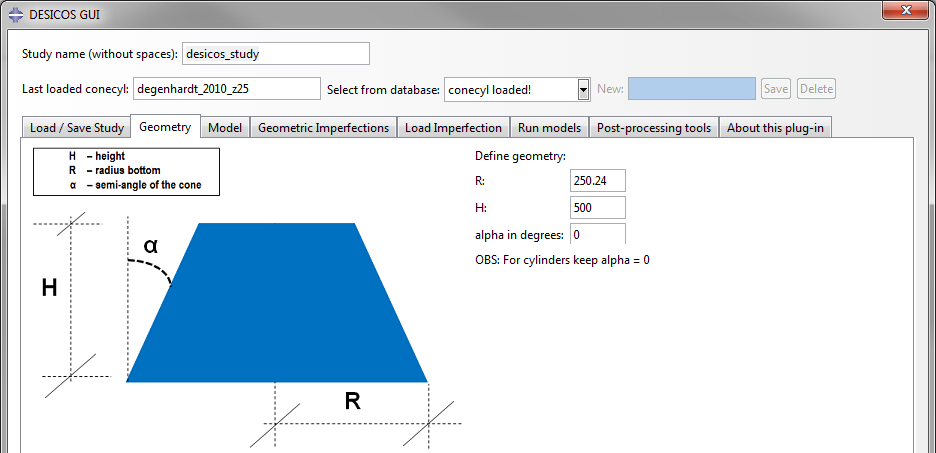 DESICOS GUI
Study name (without spaces): desicos_study
Last loaded conecyl: degenhardt_2010_z25 Select from database: conecyl loaded! New: Save Delete
Load / Save Study Geometry Model Geometric Imperfections Load Imperfection Run models Post-processing tools About this plug-in
H – height
R – radius bottom
α – semi-angle of the cone
Define geometry:
R: 250.24
H: 500
alpha in degrees: 0
OBS: For cylinders keep alpha = 0
α
H
R